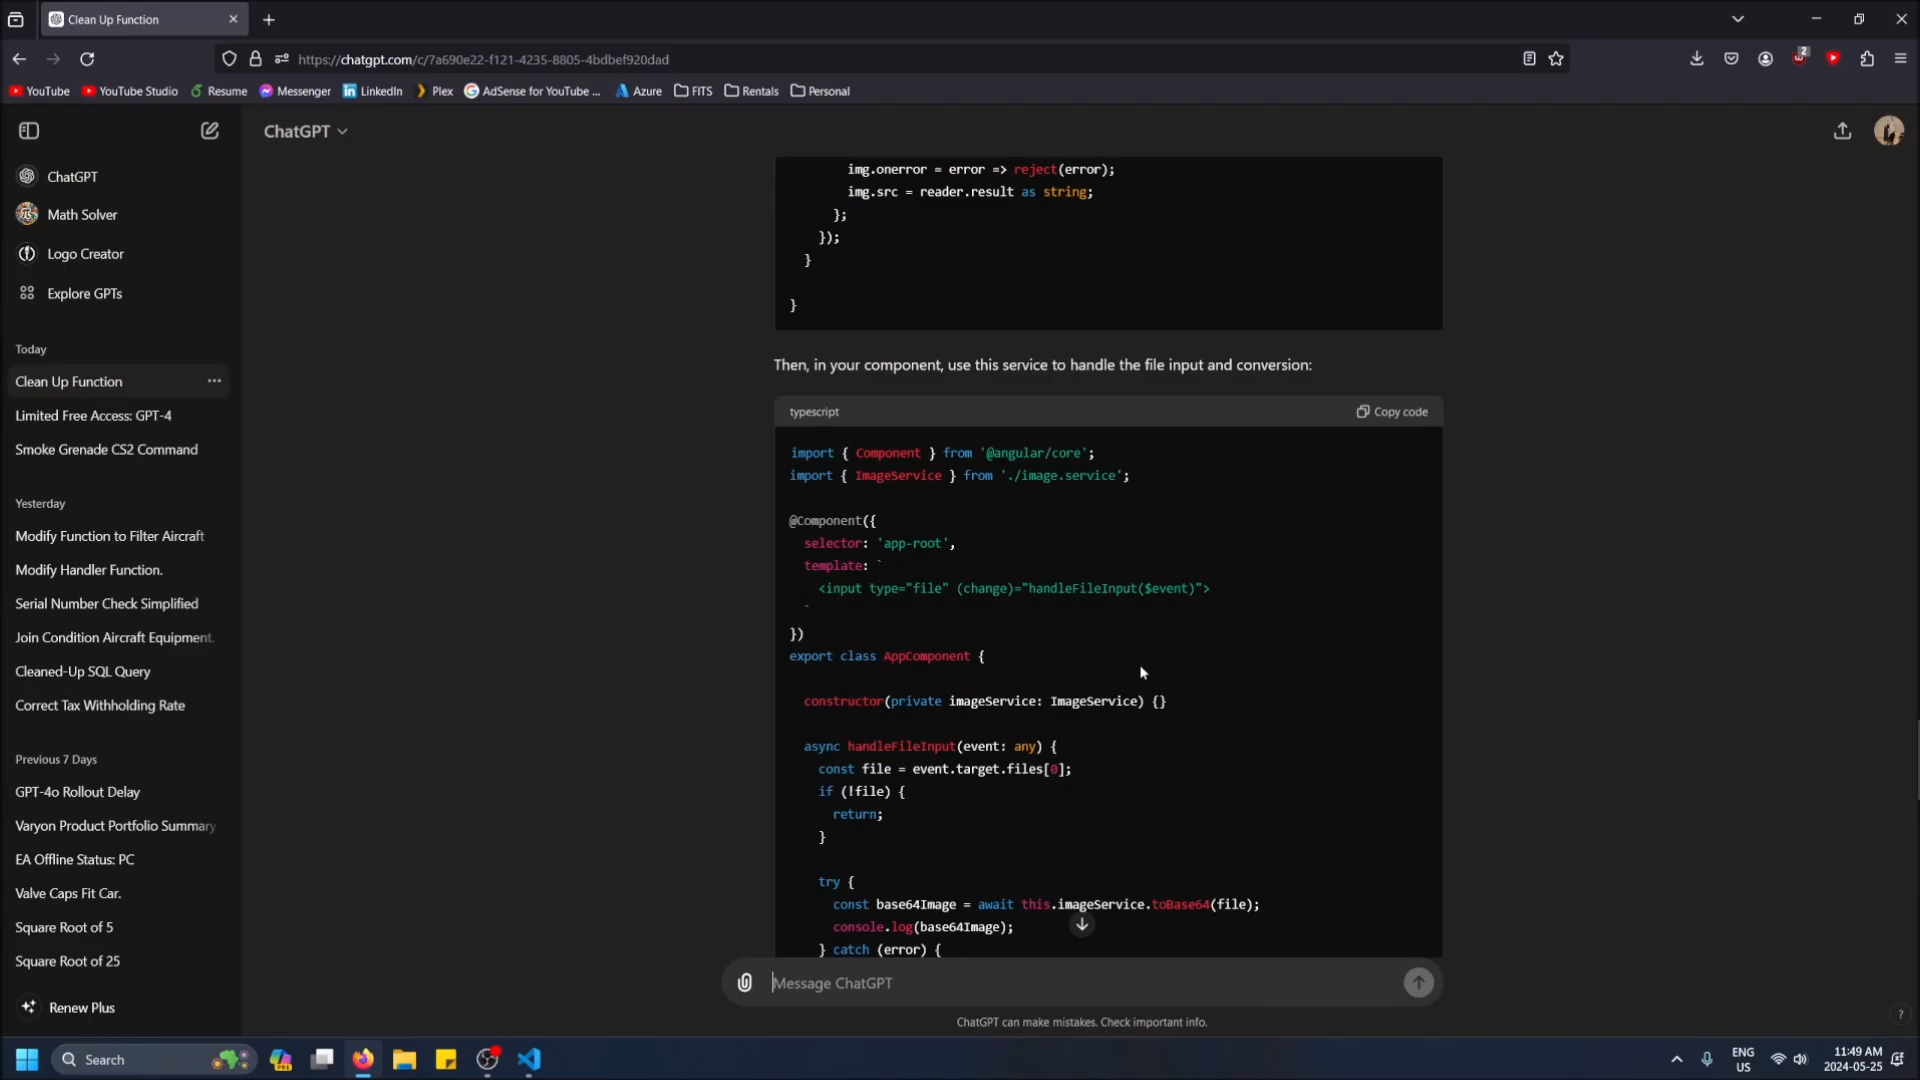 Clean Up Function
https://chatgpt.com/c/7a690e22-f121-4235-8805-4bdbef920dad
2
YouTube
YouTube Studio
Resume
Messenger
LinkedIn
Plex
AdSense for YouTube ...
Azure
FITS
Rentals
Personal
ChatGPT
ChatGPT
Math Solver
Logo Creator
Explore GPTs
Today
Clean Up Function
Limited Free Access: GPT-4
Smoke Grenade CS2 Command
Yesterday
Modify Function to Filter Aircraft
Modify Handler Function.
Serial Number Check Simplified
Join Condition Aircraft Equipment.
Cleaned-Up SQL Query
Correct Tax Withholding Rate
Previous 7 Days
GPT-4o Rollout Delay
Varyon Product Portfolio Summary
EA Offline Status: PC
Valve Caps Fit Car.
Square Root of 5
Square Root of 25
Renew Plus
img.onerror = error => reject(error);
img.src = reader.result as string;
};
});
}
}
Then, in your component, use this service to handle the file input and conversion:
typescript
Copy code
import { Component } from '@angular/core';
import { ImageService } from './image.service';
@Component({
selector: 'app-root',
template: `
<input type="file" (change)="handleFileInput($event)">
`
})
export class AppComponent {
constructor(private imageService: ImageService) {}
async handleFileInput(event: any) {
const file = event.target.files[0];
if (!file) {
return;
}
try {
const base64Image = await this.imageService.toBase64(file);
console.log(base64Image);
} catch (error) {
Message ChatGPT
ChatGPT can make mistakes. Check important info.
?
Search
ENG
US
11:49 AM
2024-05-25